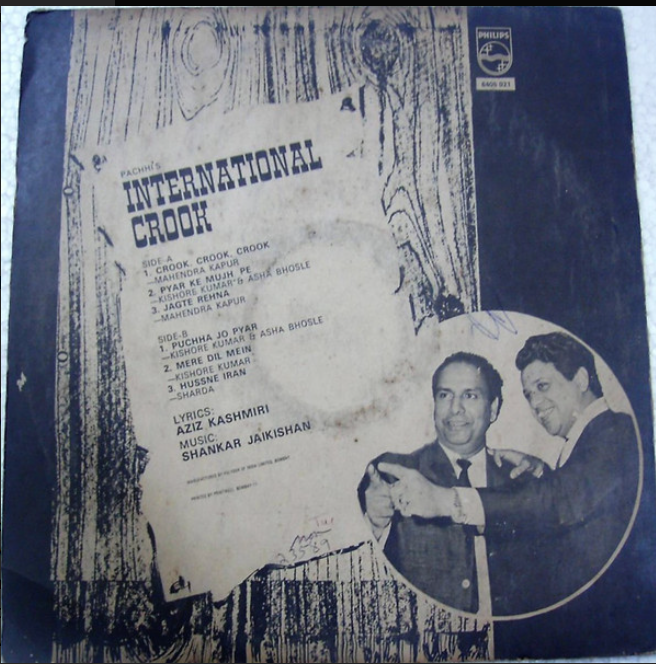 PHILIPS
6405 021
PACHHI'S
INTERNATIONAL
CROOK
SIDE-A
1. CROOK, CROOK, CROOK
—MAHENDRA KAPUR
2. PYAR KE MUJH PE
—KISHORE KUMAR & ASHA BHOSLE
3. JAGTE REHNA
—MAHENDRA KAPUR
SIDE-B
1. PUCHHA JO PYAR
—KISHORE KUMAR & ASHA BHOSLE
2. MERE DIL MEIN
—KISHORE KUMAR
3. HUSSNE IRAN
—SHARDA
LYRICS:
AZIZ KASHMIRI
MUSIC:
SHANKAR JAIKISHAN